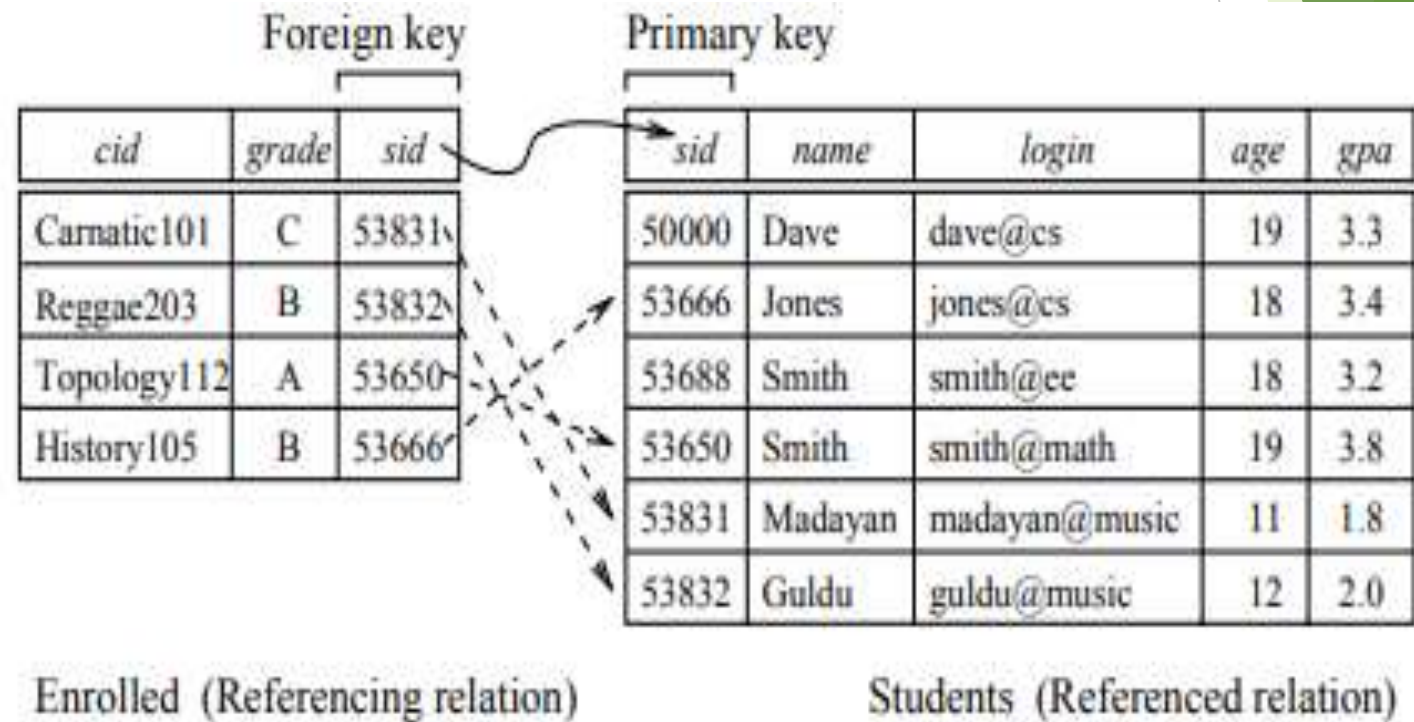 Foreign key Primary key
cid grade sid sid name login age gpa
Carnatic101 C 53831 50000 Dave dave@cs 19 3.3
Reggae203 B 53832 53666 Jones jones@cs 18 3.4
Topology112 A 53650 53688 Smith smith@ee 18 3.2
History105 B 53666 53650 Smith smith@math 19 3.8
53831 Madayan madayan@music 11 1.8
53832 Guldu guldu@music 12 2.0
Enrolled (Referencing relation) Students (Referenced relation)